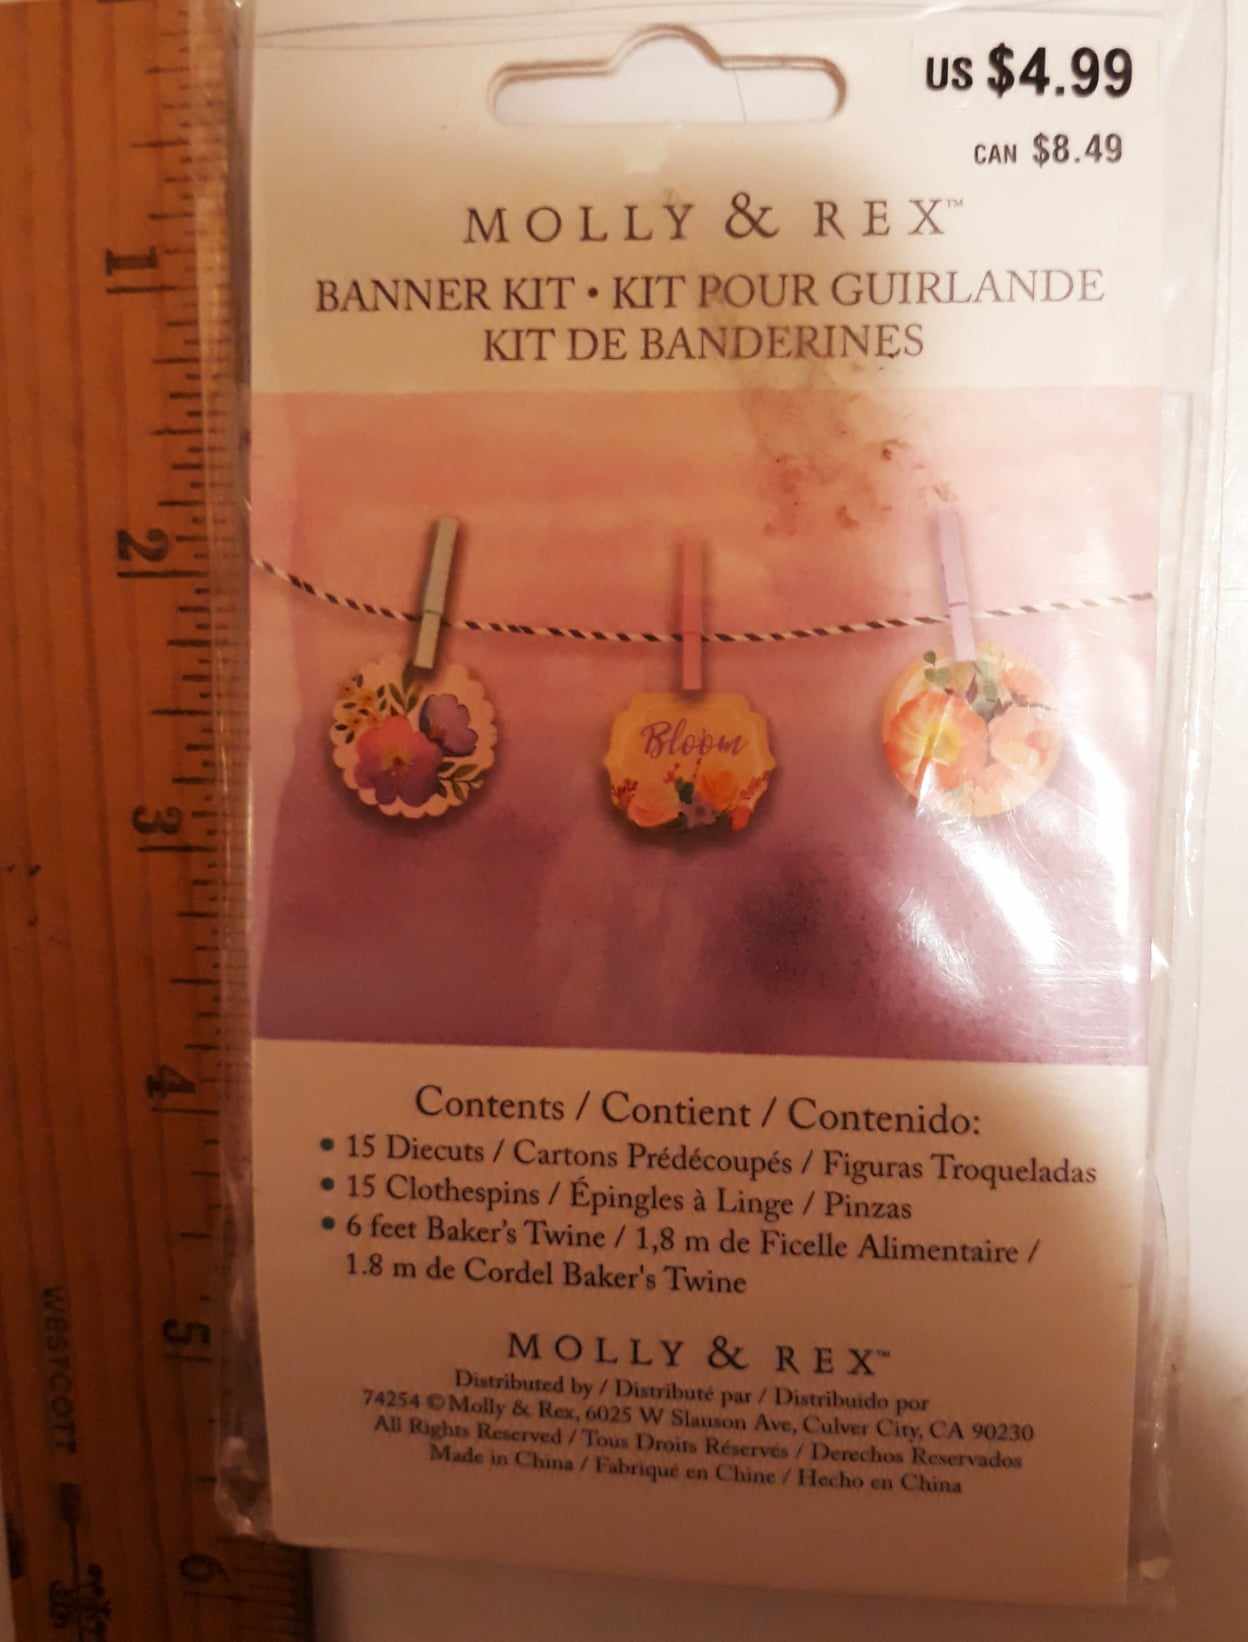 US $4.99
CAN $8.49
MOLLY & REX™
BANNER KIT • KIT POUR GUIRLANDE
KIT DE BANDERINES
Bloom
Contents / Contient / Contenido:
• 15 Diecuts / Cartons Prédécoupés / Figuras Troqueladas
• 15 Clothespins / Épingles à Linge / Pinzas
• 6 feet Baker's Twine / 1,8 m de Ficelle Alimentaire /
1.8 m de Cordel Baker's Twine
MOLLY & REX™
Distributed by / Distribué par / Distribuido por
74254 © Molly & Rex, 6025 W Slauson Ave, Culver City, CA 90230
All Rights Reserved / Tous Droits Réservés / Derechos Reservados
Made in China / Fabriqué en Chine / Hecho en China
1
2
3
4
5
6
WESTCOTT